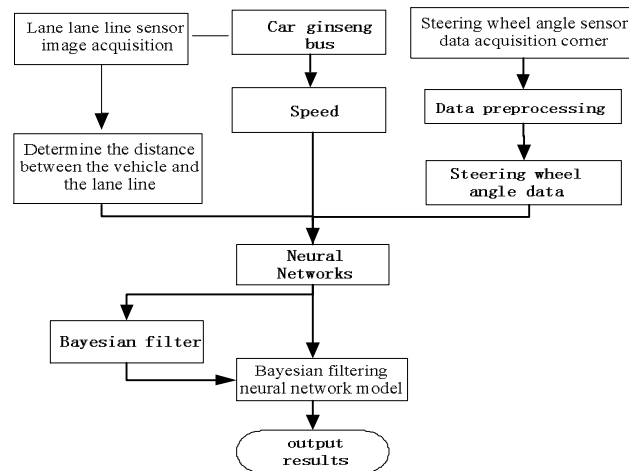 Lane lane line sensor
image acquisition
Car ginseng
bus
Steering wheel angle sensor
data acquisition corner
Speed
Data preprocessing
Determine the distance
between the vehicle and
the lane line
Steering wheel
angle data
Neural
Networks
Bayesian filter
Bayesian filtering
neural network model
output
results